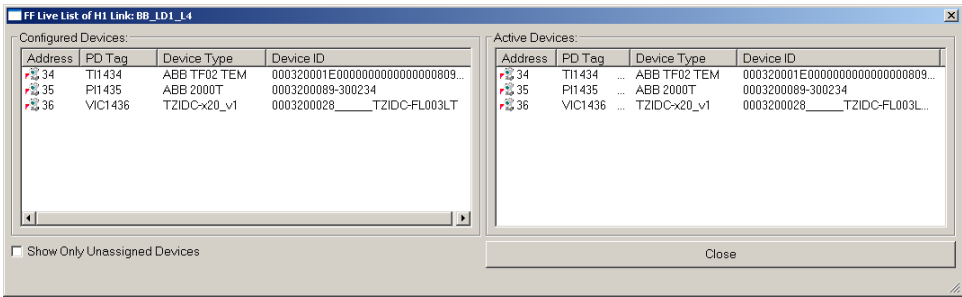 FF Live List of H1 Link: BB_LD1_L4
Configured Devices:
Address PD Tag Device Type Device ID
34 TI1434 ABB TF02 TEM 000320001E0000000000000000809...
35 PI1435 ABB 2000T 0003200089-300234
36 VIC1436 TZIDC-x20_v1 0003200028______TZIDC-FL003LT
Active Devices:
Address PD Tag Device Type Device ID
34 TI1434 ... ABB TF02 TEM 000320001E0000000000000000809...
35 PI1435 ... ABB 2000T 0003200089-300234
36 VIC1436 ... TZIDC-x20_v1 0003200028______TZIDC-FL003L...
Show Only Unassigned Devices
Close